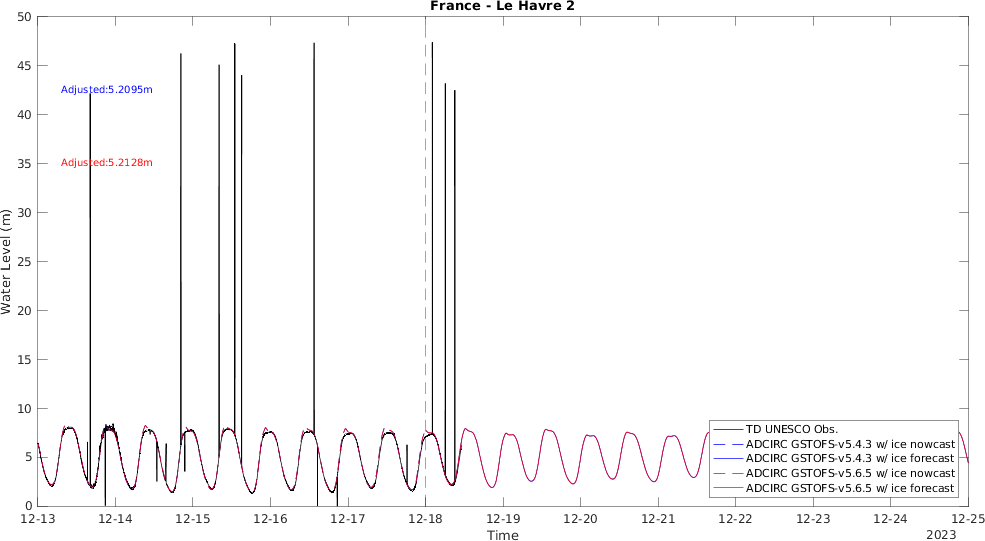 France - Le Havre 2
50
45
40
35
30
25
20
15
10
5
0
Water Level (m)
Adjusted:5.2095m
Adjusted:5.2128m
TD UNESCO Obs.
ADCIRC GSTOFS-v5.4.3 w/ ice nowcast
ADCIRC GSTOFS-v5.4.3 w/ ice forecast
ADCIRC GSTOFS-v5.6.5 w/ ice nowcast
ADCIRC GSTOFS-v5.6.5 w/ ice forecast
12-13 12-14 12-15 12-16 12-17 12-18 12-19 12-20 12-21 12-22 12-23 12-24 12-25
Time
2023